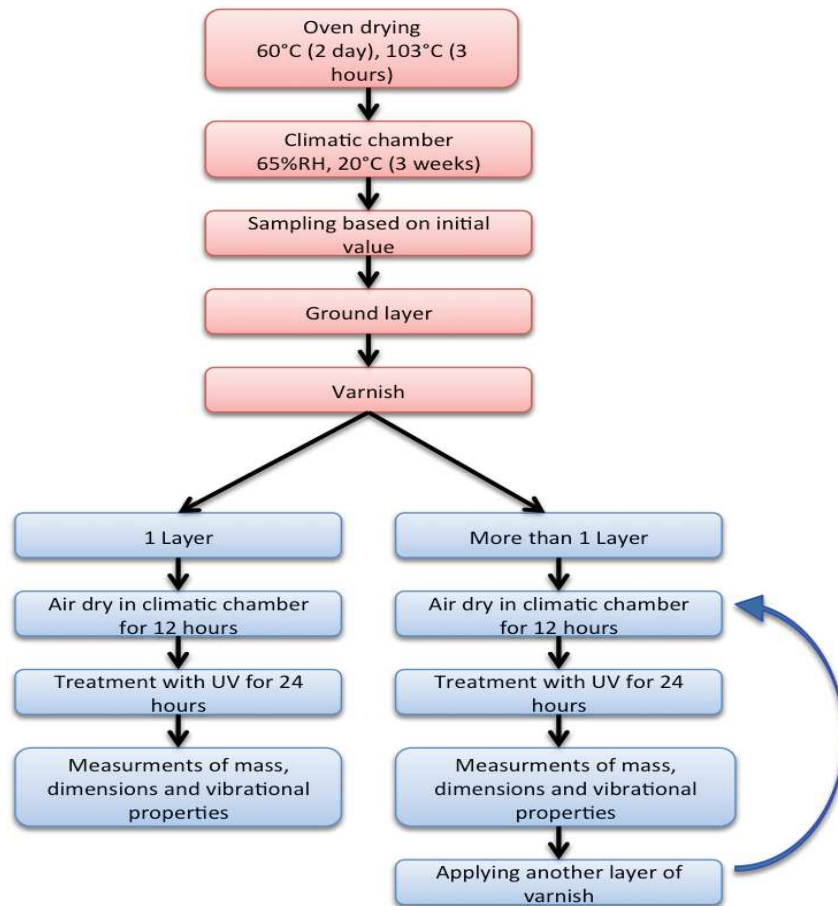 Oven drying
60°C (2 day), 103°C (3
hours)
Climatic chamber
65%RH, 20°C (3 weeks)
Sampling based on initial
value
Ground layer
Varnish
1 Layer
Air dry in climatic chamber
for 12 hours
Treatment with UV for 24
hours
Measurments of mass,
dimensions and vibrational
properties
More than 1 Layer
Air dry in climatic chamber
for 12 hours
Treatment with UV for 24
hours
Measurments of mass,
dimensions and vibrational
properties
Applying another layer of
varnish